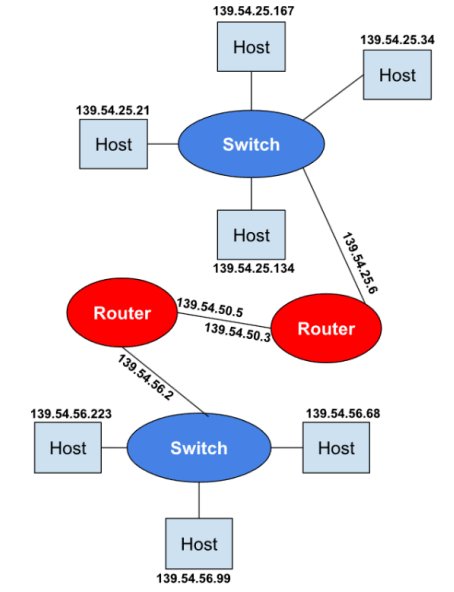 139.54.25.167
Host
139.54.25.34
Host
139.54.25.21
Host
Switch
Host
139.54.25.134
139.54.25.6
Router
139.54.50.5
139.54.50.3
Router
139.54.56.2
139.54.56.223
Host
Switch
139.54.56.68
Host
Host
139.54.56.99